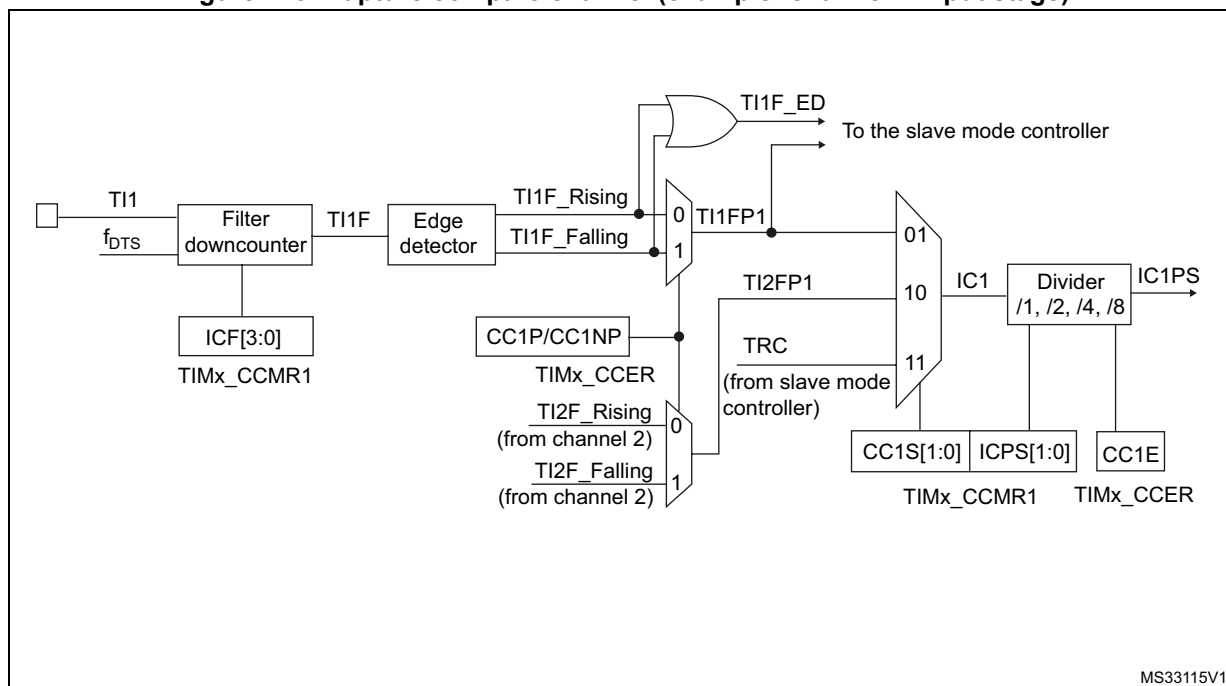 TI1F_ED
To the slave mode controller
TI1
f_DTS
Filter
downcounter
TI1F
Edge
detector
TI1F_Rising
TI1F_Falling
0
1
TI1FP1
01
10
11
TI2FP1
TRC
(from slave mode
controller)
IC1
Divider
/1, /2, /4, /8
IC1PS
ICF[3:0]
TIMx_CCMR1
CC1P/CC1NP
TIMx_CCER
TI2F_Rising
(from channel 2)
TI2F_Falling
(from channel 2)
0
1
CC1S[1:0]
ICPS[1:0]
CC1E
TIMx_CCMR1
TIMx_CCER
MS33115V1